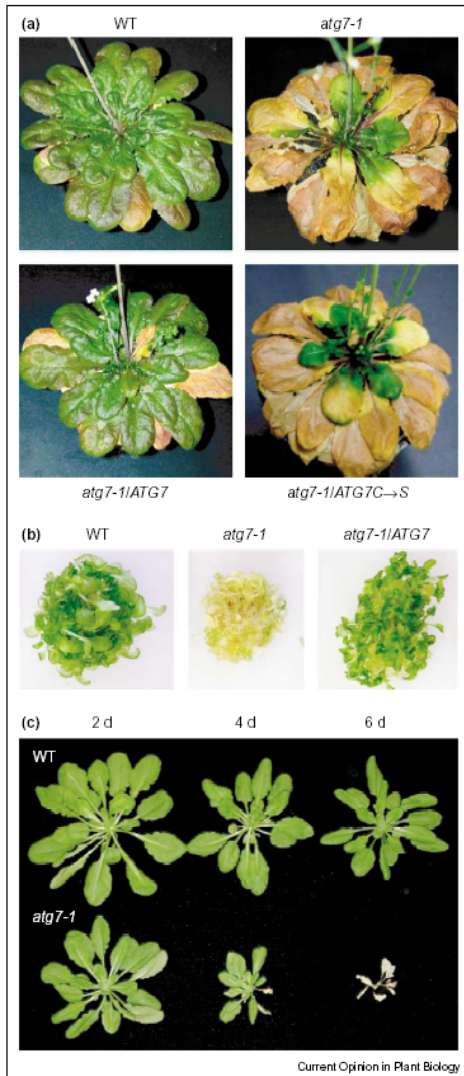 (a) WT atg7-1
atg7-1/ATG7 atg7-1/ATG7C→S
(b) WT atg7-1 atg7-1/ATG7
(c) 2 d 4 d 6 d
WT
atg7-1
Current Opinion in Plant Biology